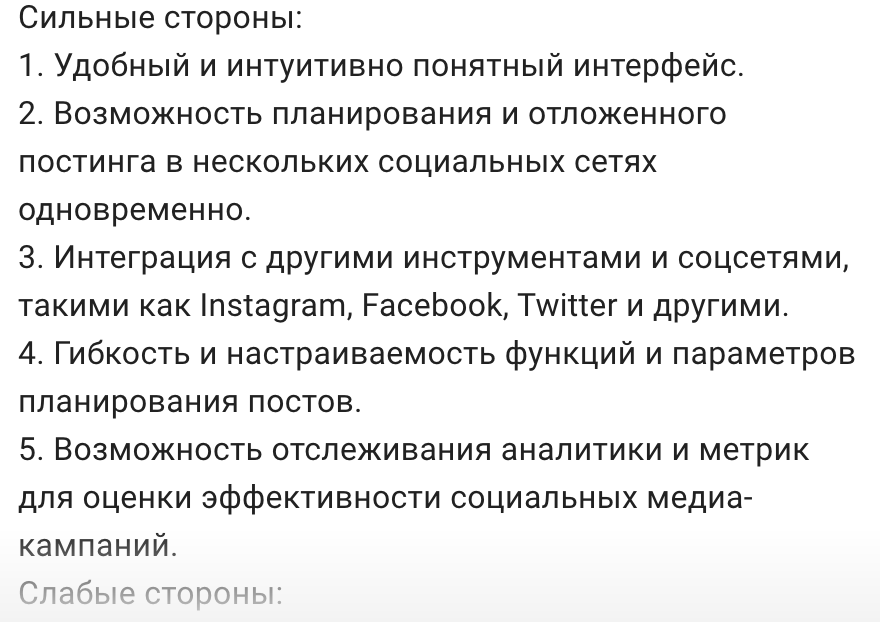 Сильные стороны:
1. Удобный и интуитивно понятный интерфейс.
2. Возможность планирования и отложенного
постинга в нескольких социальных сетях
одновременно.
3. Интеграция с другими инструментами и соцсетями,
такими как Instagram, Facebook, Twitter и другими.
4. Гибкость и настраиваемость функций и параметров
планирования постов.
5. Возможность отслеживания аналитики и метрик
для оценки эффективности социальных медиа-
кампаний.
Слабые стороны: